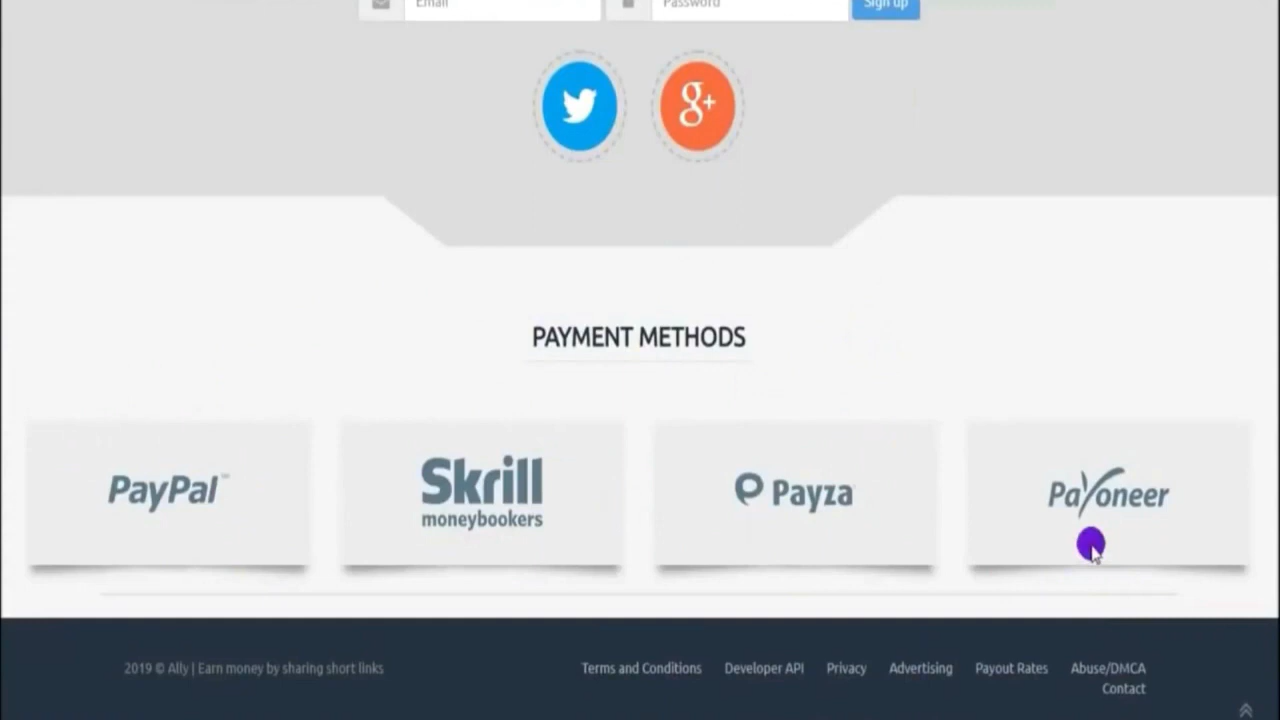 Email Password Sign up
g+
PAYMENT METHODS
PayPal™ Skrill moneybookers Payza Payoneer
2019 © Ally | Earn money by sharing short links Terms and Conditions Developer API Privacy Advertising Payout Rates Abuse/DMCA
Contact